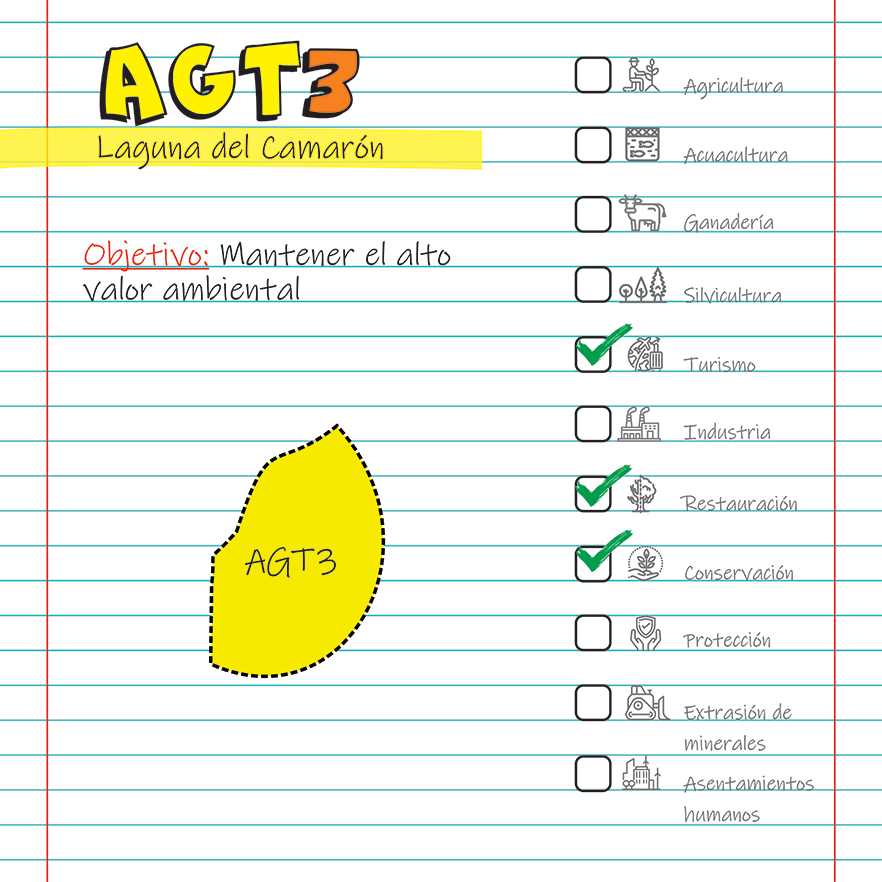 AGT3
Laguna del Camarón
Objetivo: Mantener el alto
valor ambiental
AGT3
Agricultura
Acuacultura
Ganadería
Silvicultura
Turismo
Industria
Restauración
Conservación
Protección
Extrasión de
minerales
Asentamientos
humanos